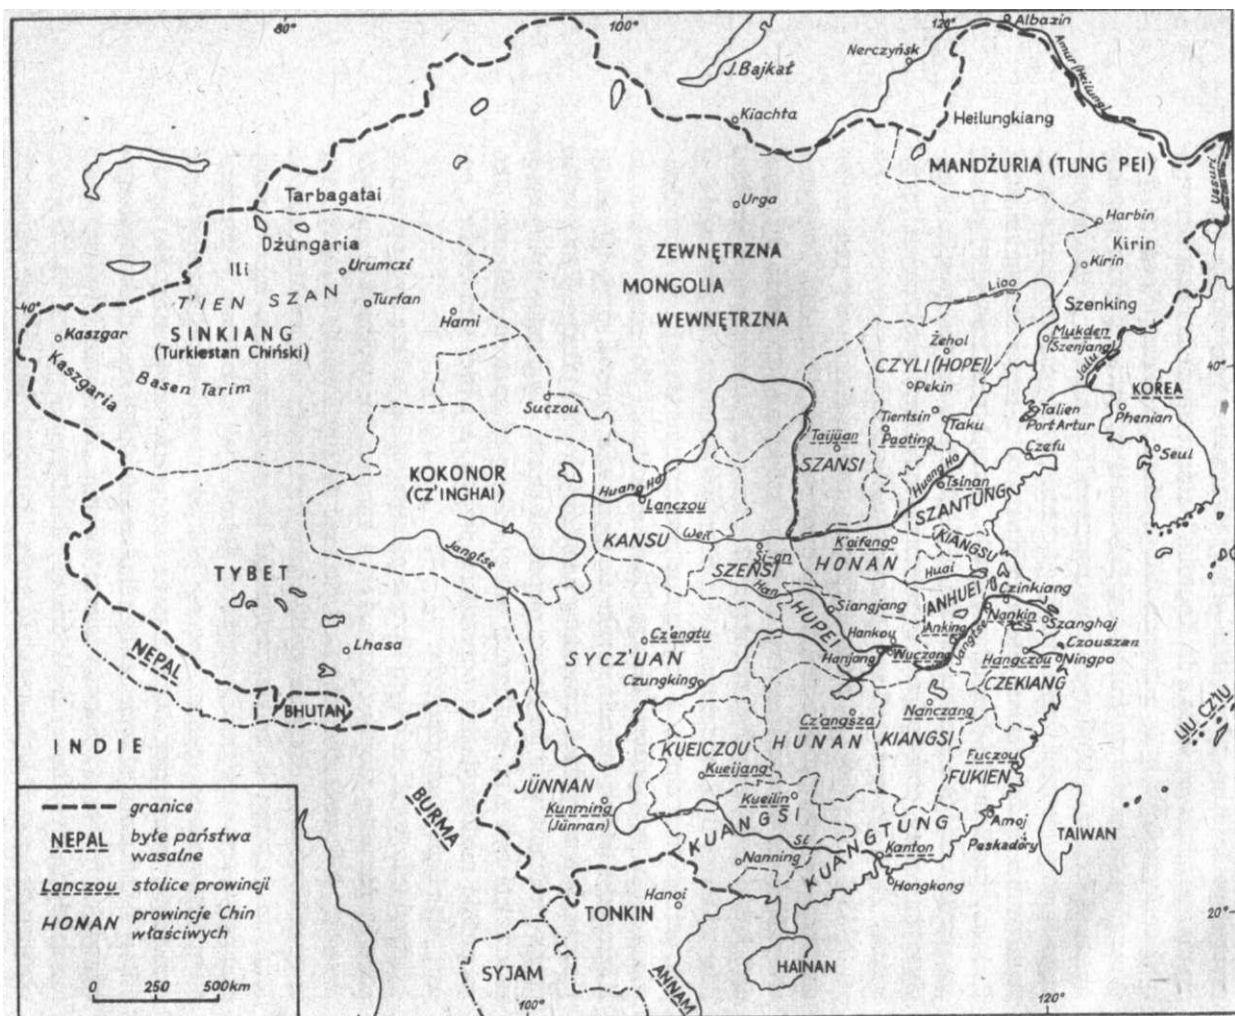 80°
100°
120°
Albazin
Nerczyńsk
Amur (Heilung)
J. Bajkał
Kiachta
Heilungkiang
MANDŻURIA (TUNG PEI)
Ussuri
Tarbagatai
Urga
Harbin
Dżungaria
Kirin
Ili
Urumczi
ZEWNĘTRZNA
Kirin
T'IEN SZAN
MONGOLIA
Turfan
Liao
Szenking
40°
Hami
WEWNĘTRZNA
Kaszgar
SINKIANG
(Turkiestan Chiński)
Żehol
Mukden
(Szenjang)
Kaszgaria
Basen Tarim
CZYLI (HOPEI)
Jalu
40°
Pekin
KOREA
Suczou
Tientsin
Taku
Talien
Port Artur
Phenian
Taijüan
Paoting
Czefu
SZANSI
Seul
KOKONOR
(CZ'INGHAI)
Huang Ho
Huang Ho
Tsinan
Lanczou
SZANTUNG
KANSU
Weit
K'aifeng
KIANGSU
Jangtse
Si-an
HONAN
SZENSI
Huai
TYBET
Han
ANHUEI
Czinkiang
HUPEI
Siangjang
Nankin
Szanghaj
Lhasa
Cz'engtu
Hankou
Anking
Jangtse
Czouszan
NEPAL
SYCZ'UAN
Hanjang
Wuczang
Hangczou
Ningpo
Czungking
CZEKIANG
BHUTAN
Nanczang
LIU CZ'IU
Cz'angsza
INDIE
KUEICZOU
HUNAN
KIANGSI
Fuczou
Kueijang
FUKIEN
JÜNNAN
Kueilin
BURMA
Kunming
(Jünnan)
KUANGSI
Amoj
TAIWAN
Si
KUANGTUNG
Peskadory
Nanning
Kanton
Hongkong
Hanoi
TONKIN
20°
SYJAM
HAINAN
ANNAM
100°
120°
granice
NEPAL byłe państwa
wasalne
Lanczou stolice prowincji
HONAN prowincje Chin
właściwych
0 250 500km